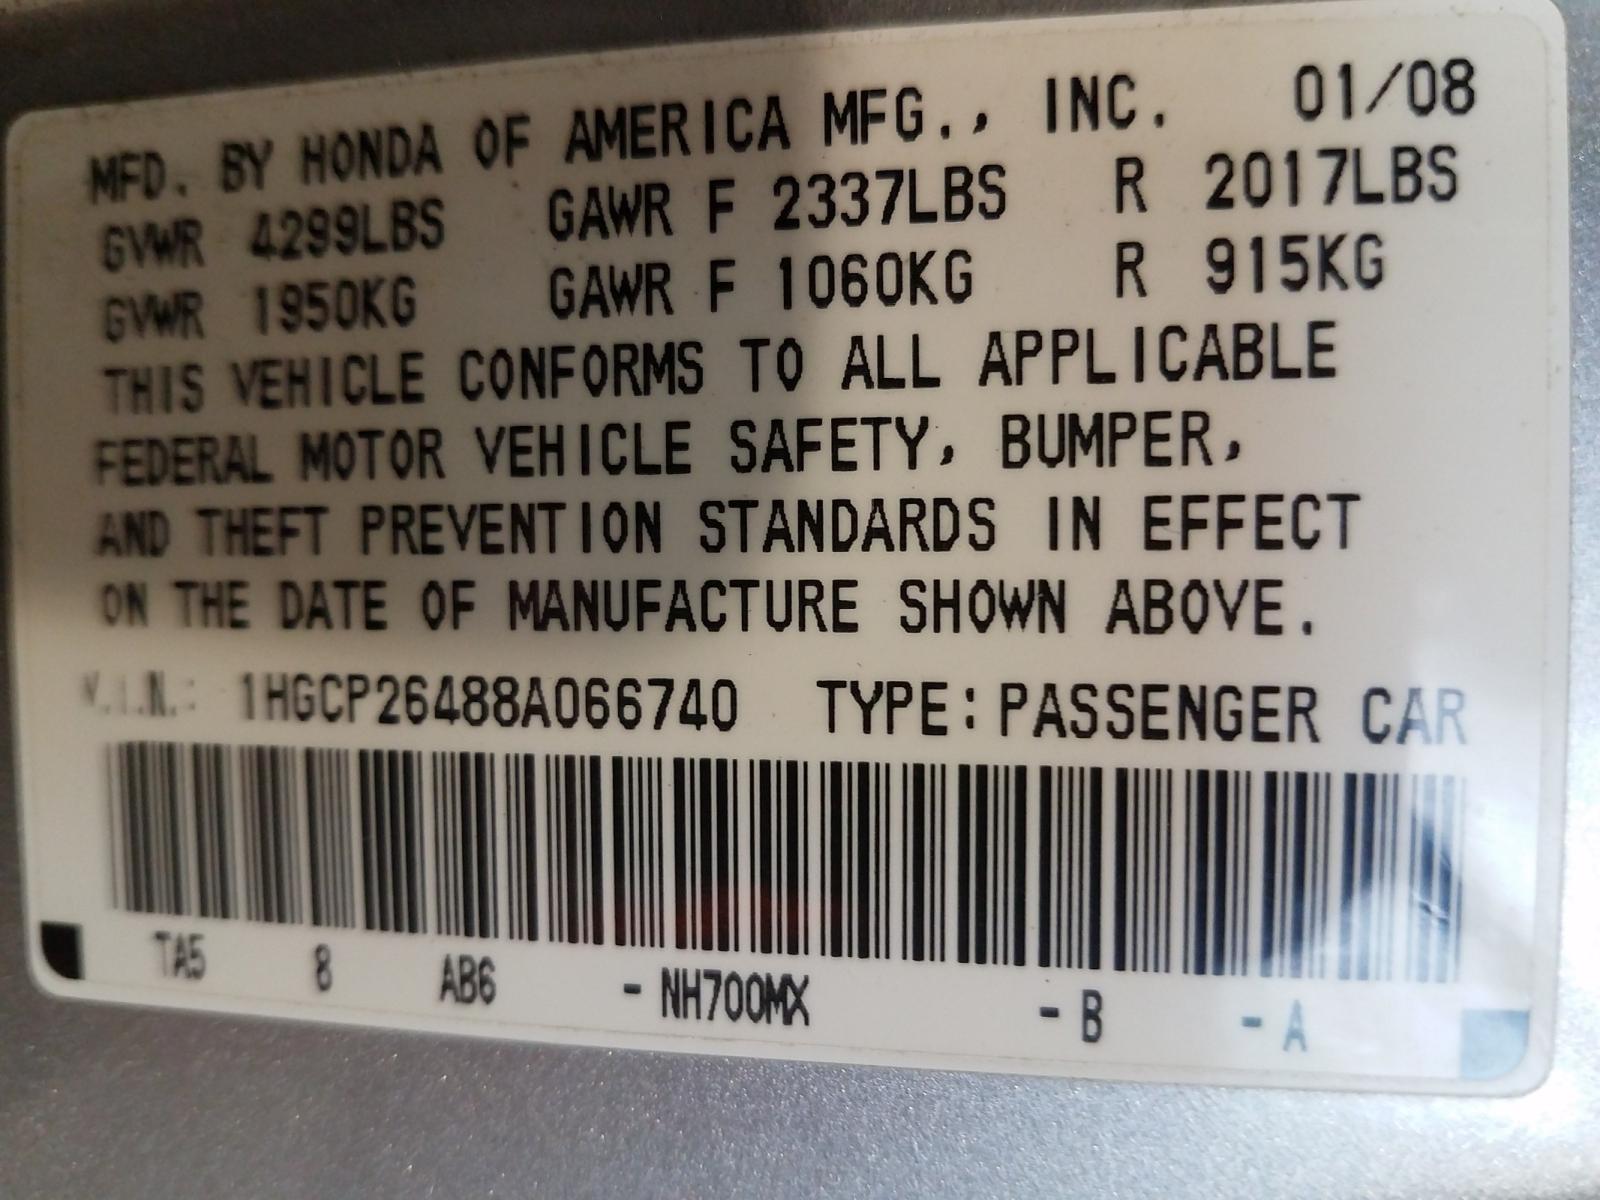 MFD. BY HONDA OF AMERICA MFG., INC. 01/08
GVWR 4299LBS GAWR F 2337LBS R 2017LBS
GVWR 1950KG GAWR F 1060KG R 915KG
THIS VEHICLE CONFORMS TO ALL APPLICABLE
FEDERAL MOTOR VEHICLE SAFETY, BUMPER,
AND THEFT PREVENTION STANDARDS IN EFFECT
ON THE DATE OF MANUFACTURE SHOWN ABOVE.
V.I.N.: 1HGCP26488A066740 TYPE: PASSENGER CAR
TA5 8 AB6 - NH700MX - B - A